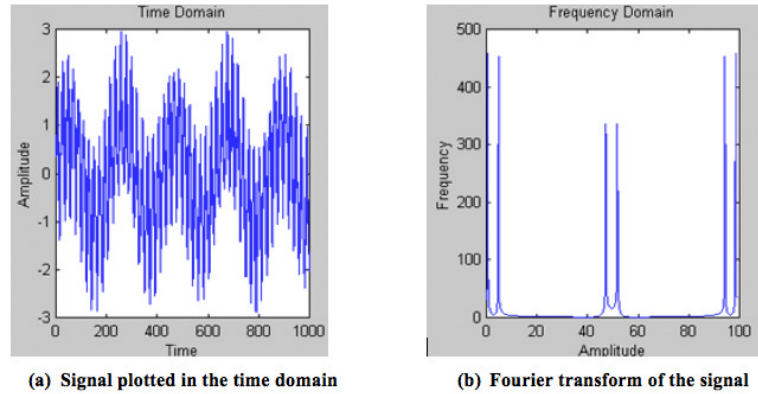 Time Domain
3
2
1
0
-1
-2
-3
Amplitude
0 200 400 600 800 1000
Time
(a) Signal plotted in the time domain
Frequency Domain
500
400
300
200
100
0
Frequency
0 20 40 60 80 100
Amplitude
(b) Fourier transform of the signal